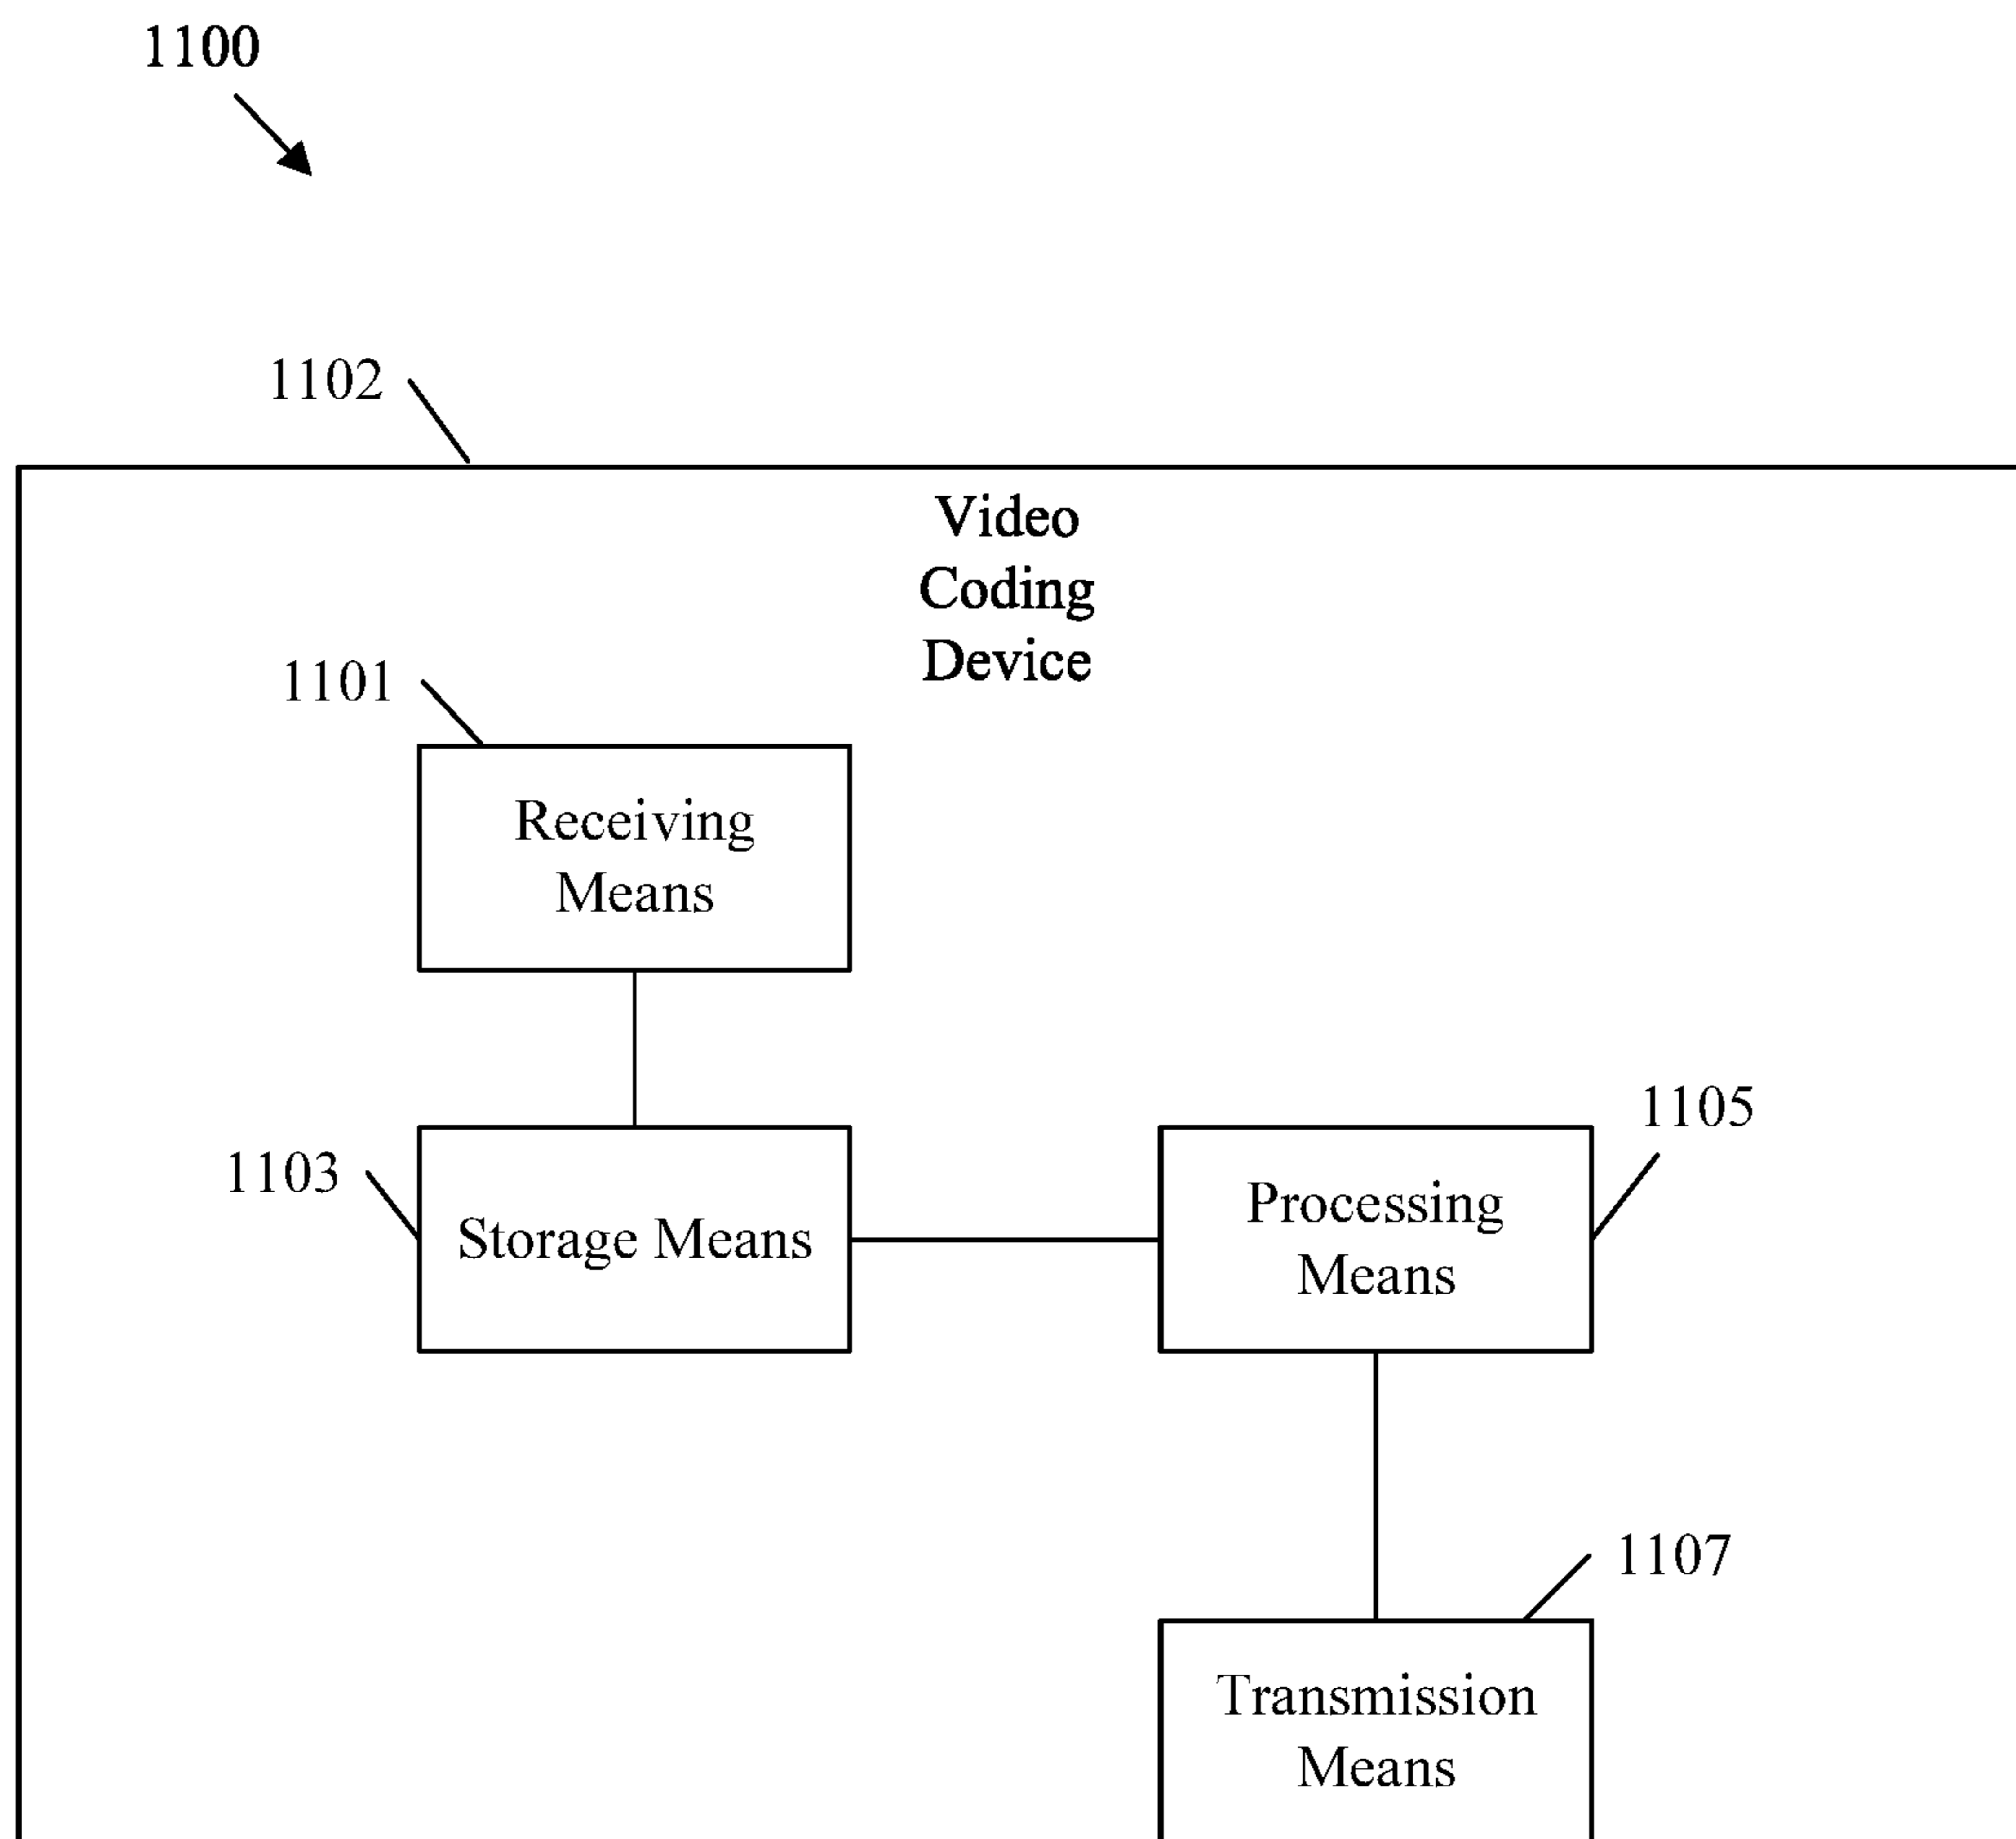 1100
1102
Video
Coding
Device
1101
Receiving
Means
1105
1103
Storage Means
Processing
Means
1107
Transmission
Means